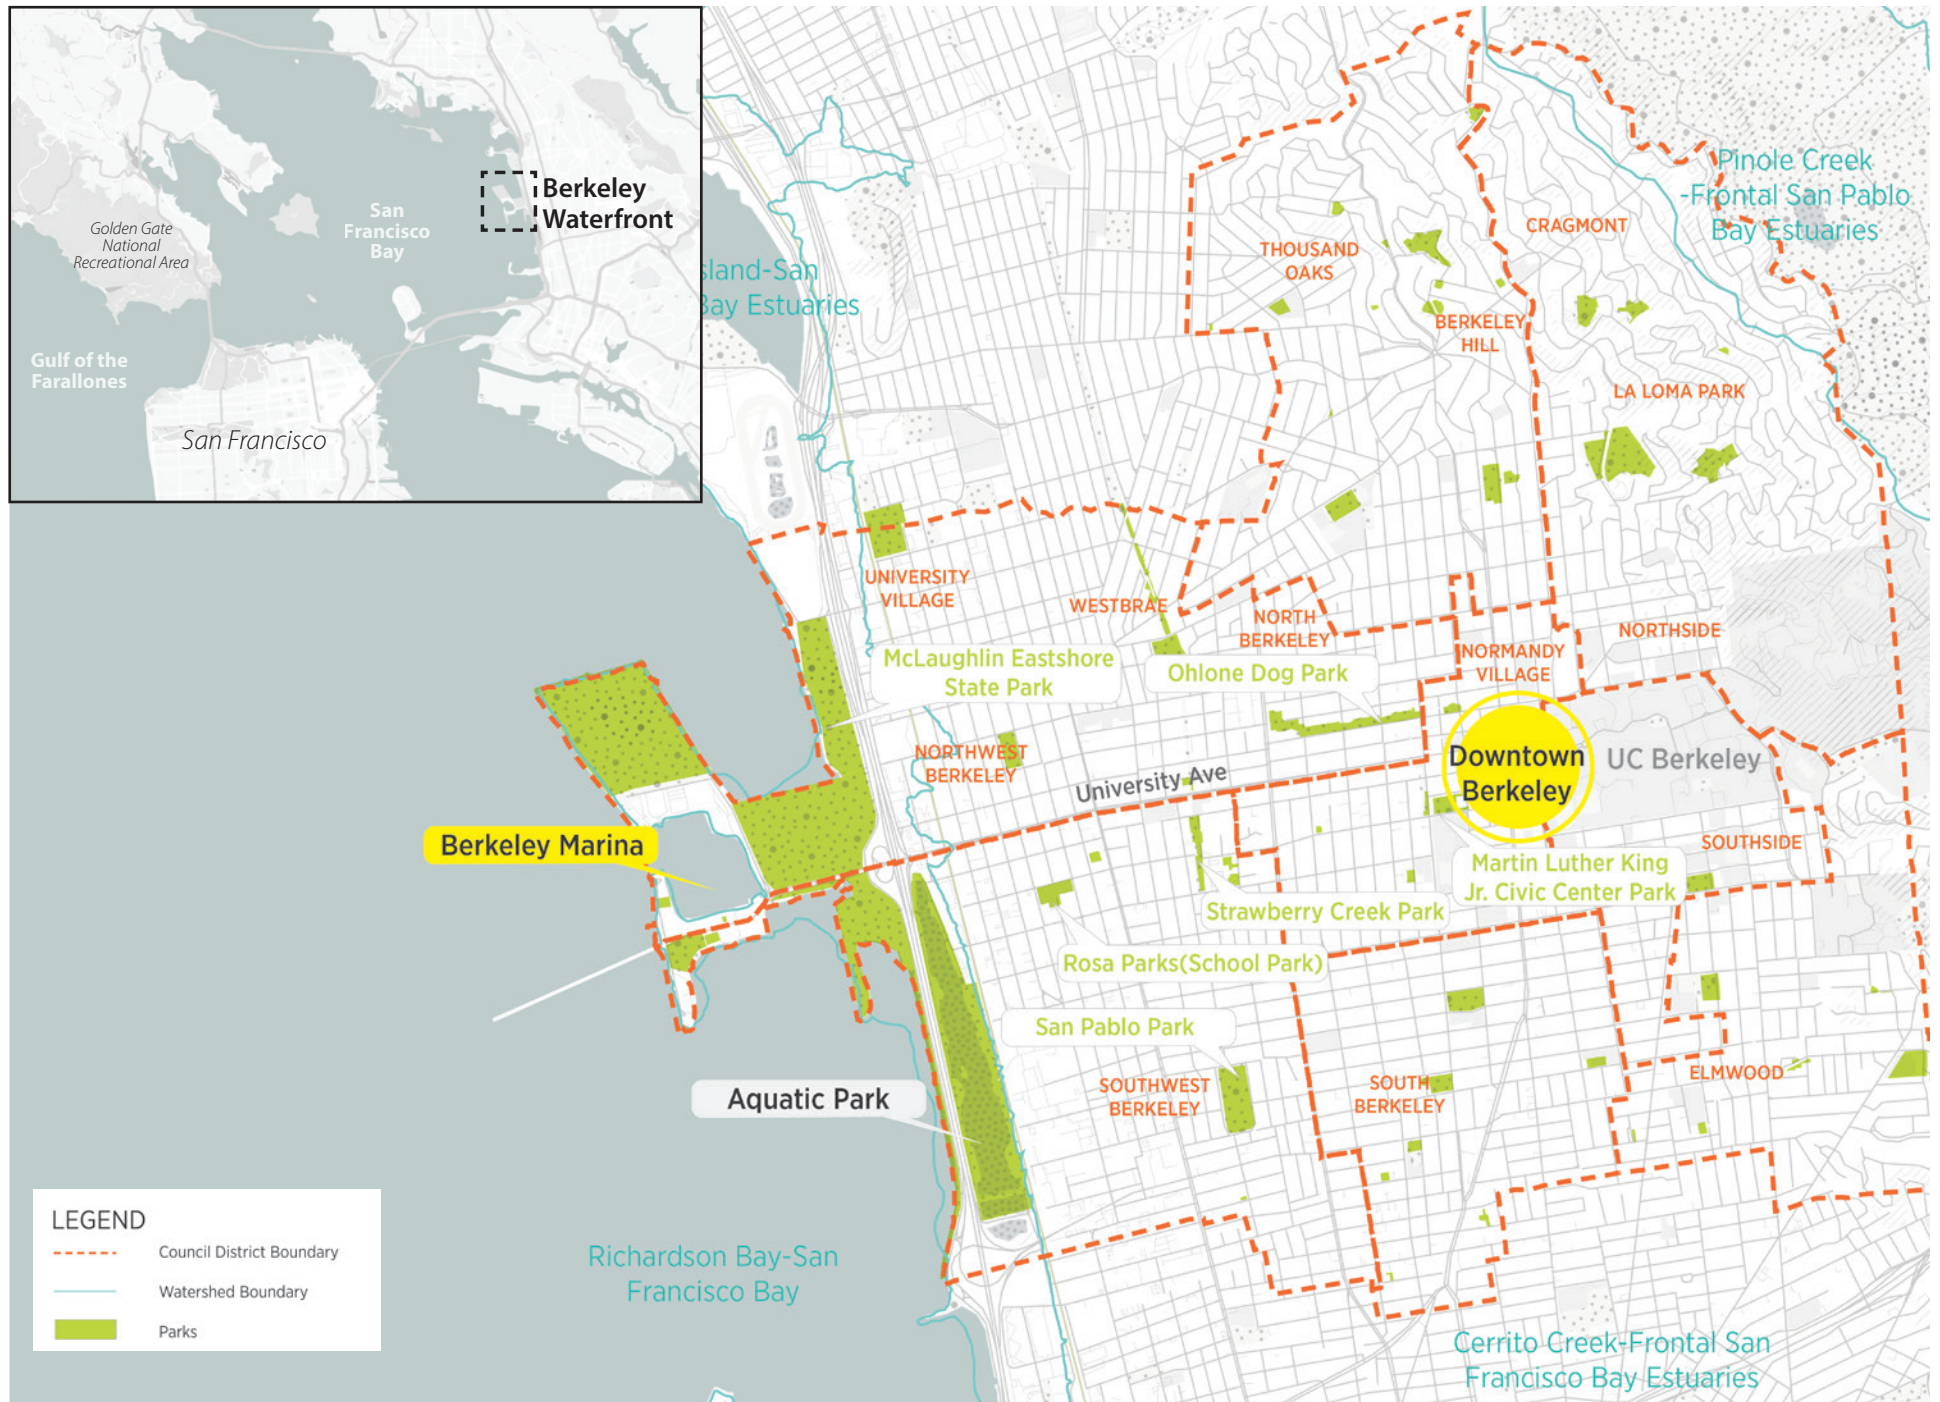 Golden Gate
National
Recreational Area
San
Francisco
Bay
Berkeley
Waterfront
Gulf of the
Farallones
San Francisco
sland-San
Bay Estuaries
Pinole Creek
-Frontal San Pablo
Bay Estuaries
THOUSAND
OAKS
CRAGMONT
BERKELEY
HILL
LA LOMA PARK
UNIVERSITY
VILLAGE
WESTBRAE
NORTH
BERKELEY
NORMANDY
VILLAGE
NORTHSIDE
McLaughlin Eastshore
State Park
Ohlone Dog Park
NORTHWEST
BERKELEY
University Ave
Downtown
Berkeley
UC Berkeley
Berkeley Marina
SOUTHSIDE
Martin Luther King
Jr. Civic Center Park
Strawberry Creek Park
Rosa Parks(School Park)
San Pablo Park
Aquatic Park
SOUTHWEST
BERKELEY
SOUTH
BERKELEY
ELMWOOD
LEGEND
Council District Boundary
Watershed Boundary
Parks
Richardson Bay-San
Francisco Bay
Cerrito Creek-Frontal San
Francisco Bay Estuaries